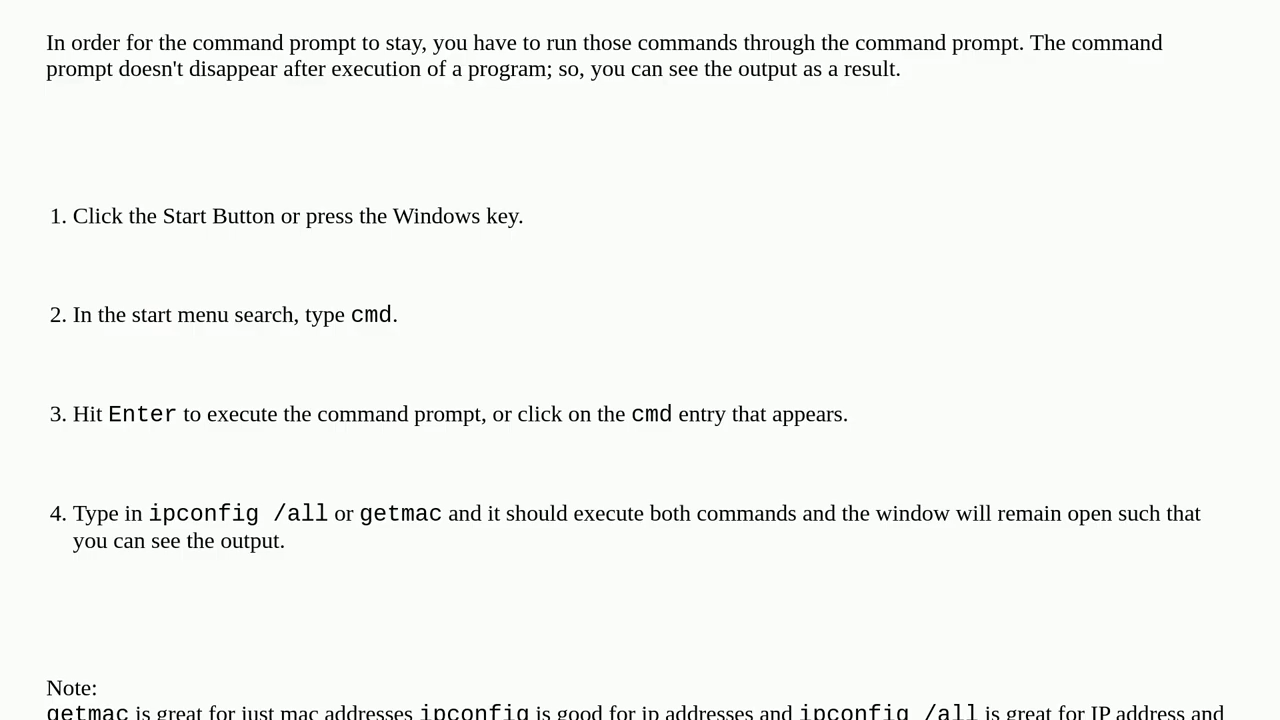 In order for the command prompt to stay, you have to run those commands through the command prompt. The command
prompt doesn't disappear after execution of a program; so, you can see the output as a result.
1. Click the Start Button or press the Windows key.
2. In the start menu search, type cmd.
3. Hit Enter to execute the command prompt, or click on the cmd entry that appears.
4. Type in ipconfig /all or getmac and it should execute both commands and the window will remain open such that
you can see the output.
Note:
getmac is great for just mac addresses ipconfig is good for ip addresses and ipconfig /all is great for IP address and